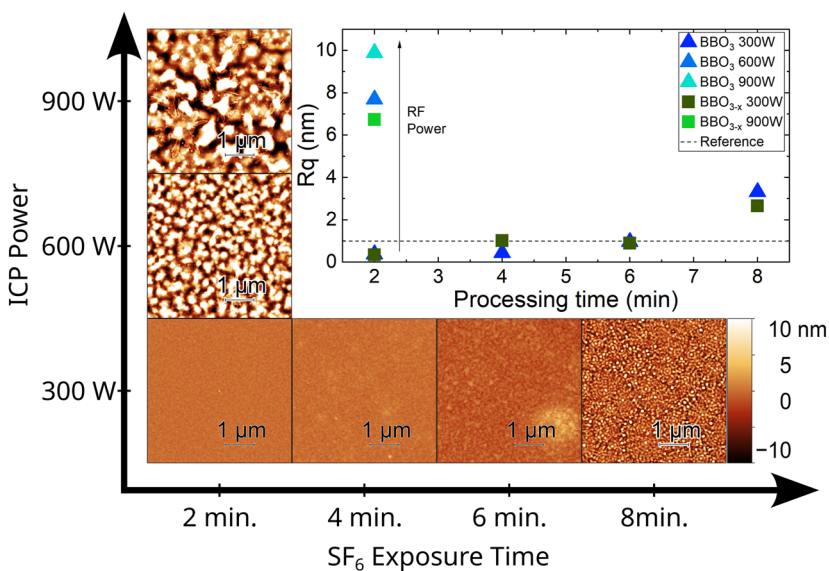 900 W
600 W
300 W
ICP Power
1 µm
1 µm
1 µm
1 µm
1 µm
1 µm
10
8
6
4
2
0
Rq (nm)
RF
Power
BBO₃ 300W
BBO₃ 600W
BBO₃ 900W
BBO₃₋ₓ 300W
BBO₃₋ₓ 900W
Reference
2 3 4 5 6 7 8
Processing time (min)
10 nm
5
0
−10
2 min. 4 min. 6 min. 8min.
SF₆ Exposure Time